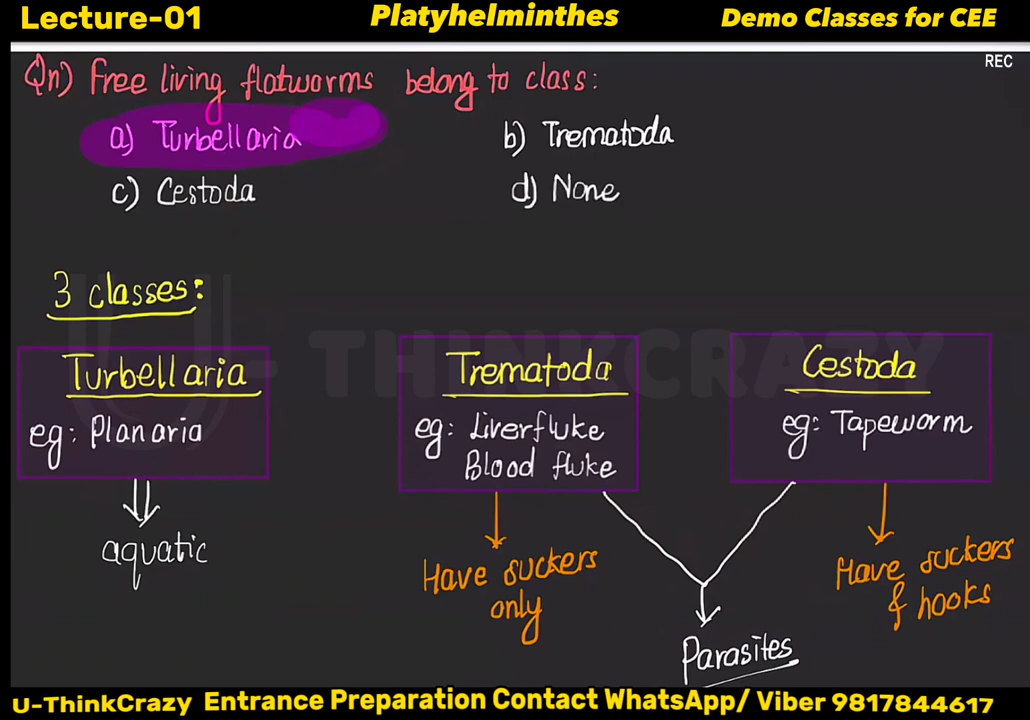 Lecture-01 Platyhelminthes Demo Classes for CEE
REC
Qn) Free living flatworms belong to class:
a) Turbellaria b) Trematoda
c) Cestoda d) None
3 classes:
U-THINKCRAZY
Turbellaria
eg: Planaria
aquatic
Trematoda
eg: Liverfluke
Blood fluke
Have suckers
only
Cestoda
eg: Tapeworm
Have suckers
& hooks
Parasites
U-ThinkCrazy Entrance Preparation Contact WhatsApp/ Viber 9817844617